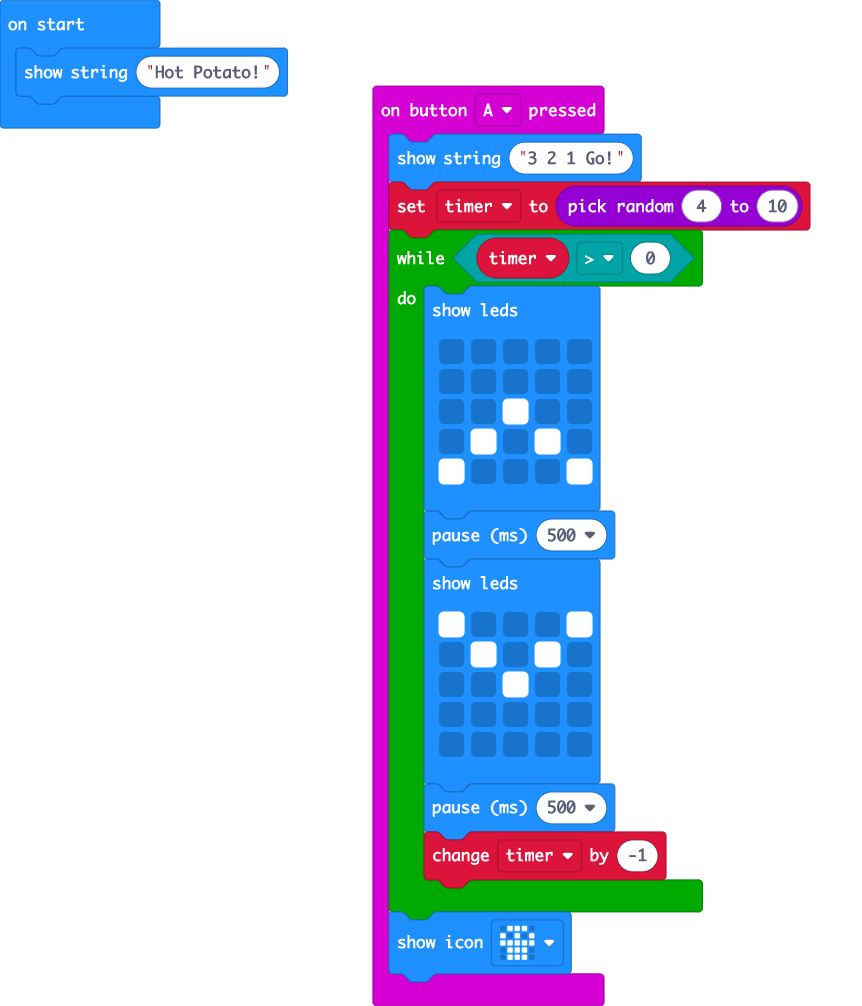 on start
show string "Hot Potato!"
on button A pressed
show string "3 2 1 Go!"
set timer to pick random 4 to 10
while timer > 0
do
show leds
pause (ms) 500
show leds
pause (ms) 500
change timer by -1
show icon